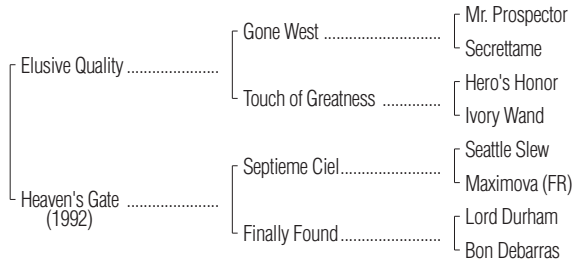 Mr. Prospector
Gone West ....................................
Secrettame
Elusive Quality ........................
Hero's Honor
Touch of Greatness ..................
Ivory Wand
Seattle Slew
Septieme Ciel...............................
Maximova (FR)
Heaven's Gate ........................
(1992)
Lord Durham
Finally Found...............................
Bon Debarras